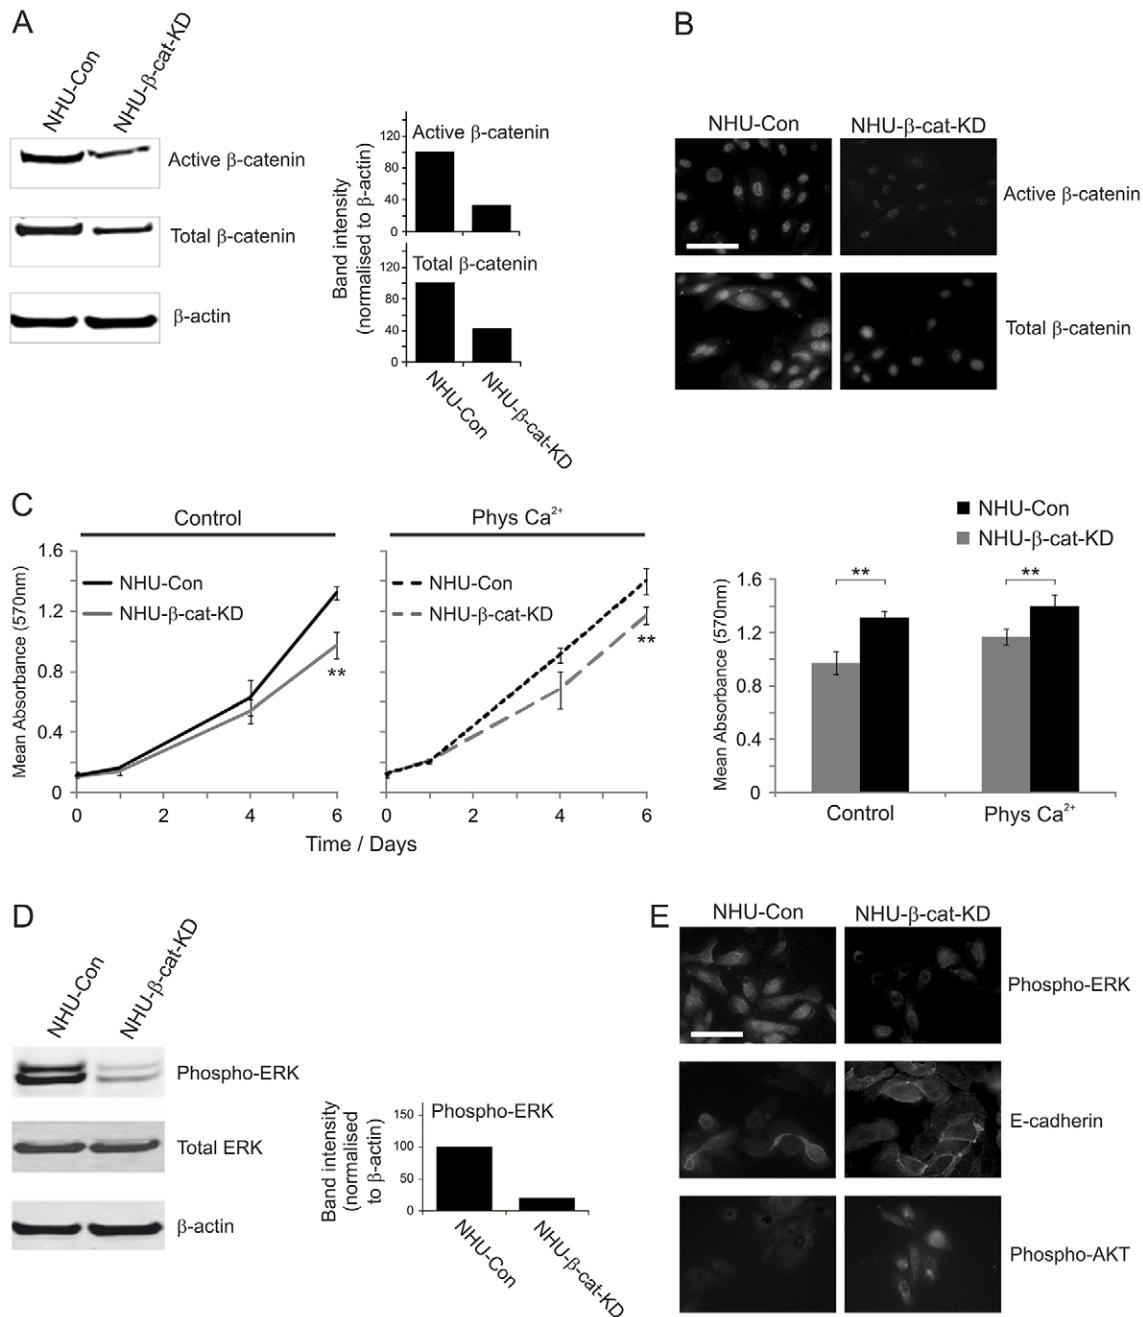 A
NHU-Con
NHU-β-cat-KD
Active β-catenin
Total β-catenin
β-actin
Band intensity
(normalised to β-actin)
Active β-catenin
120
80
40
0
Total β-catenin
120
80
40
0
NHU-Con
NHU-β-cat-KD
B
NHU-Con
NHU-β-cat-KD
Active β-catenin
Total β-catenin
C
Control
Phys Ca²⁺
Mean Absorbance (570nm)
1.6
1.2
0.8
0.4
0
NHU-Con
NHU-β-cat-KD
**
0
2
4
6
NHU-Con
NHU-β-cat-KD
**
0
2
4
6
Time / Days
NHU-Con
NHU-β-cat-KD
Mean Absorbance (570nm)
1.6
1.2
0.8
0.4
0
**
**
Control
Phys Ca²⁺
D
NHU-Con
NHU-β-cat-KD
Phospho-ERK
Total ERK
β-actin
Band intensity
(normalised
to β-actin)
Phospho-ERK
150
100
50
0
NHU-Con
NHU-β-cat-KD
E
NHU-Con
NHU-β-cat-KD
Phospho-ERK
E-cadherin
Phospho-AKT